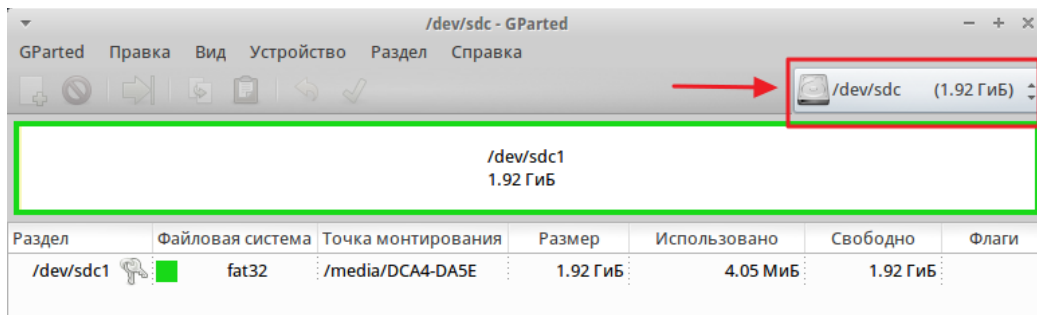 /dev/sdc - GParted
GParted Правка Вид Устройство Раздел Справка
/dev/sdc (1.92 ГиБ)
/dev/sdc1
1.92 ГиБ
Раздел Файловая система Точка монтирования Размер Использовано Свободно Флаги
/dev/sdc1 fat32 /media/DCA4-DA5E 1.92 ГиБ 4.05 МиБ 1.92 ГиБ